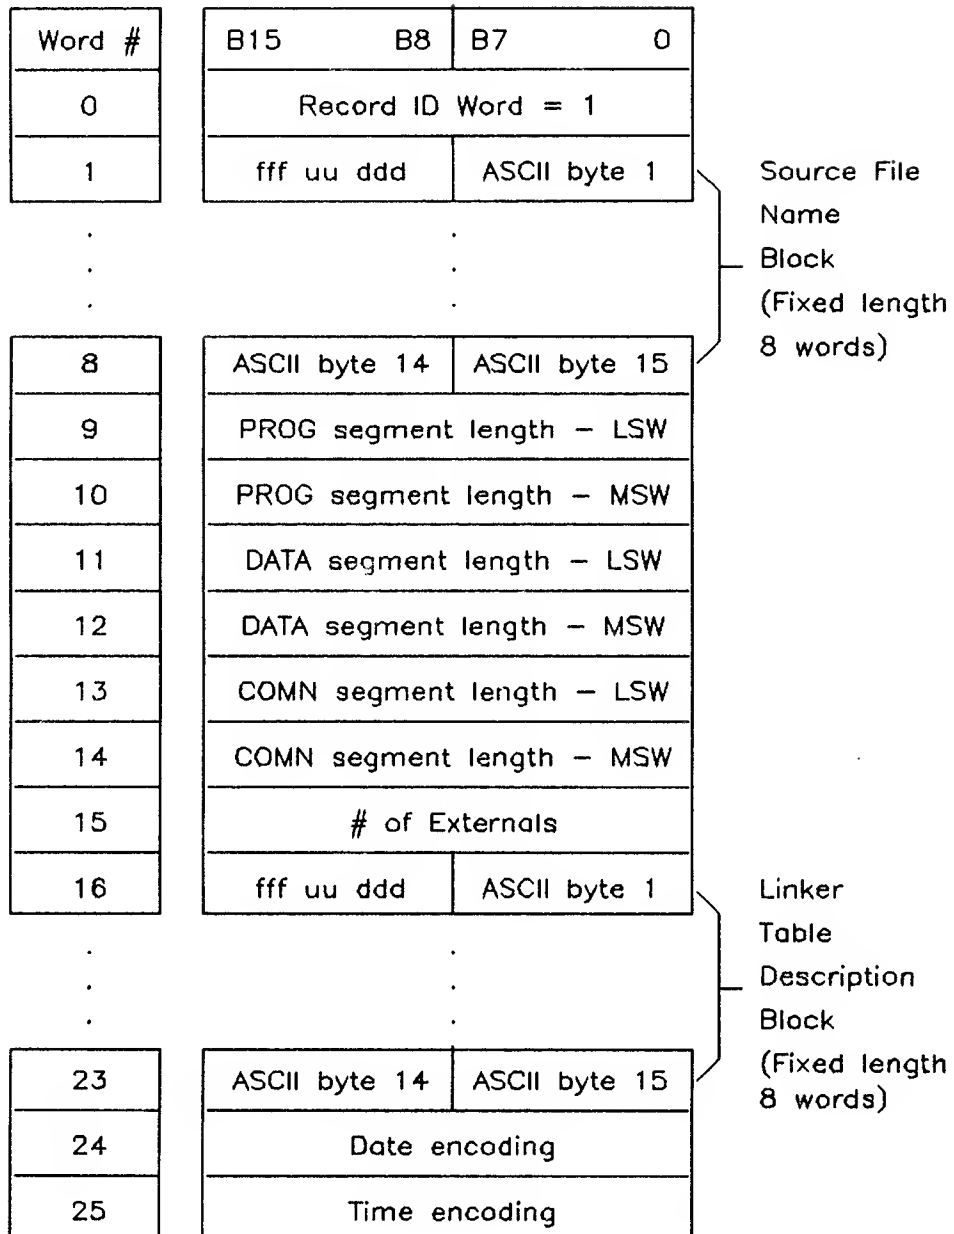 Word # B15 B8 B7 0
0 Record ID Word = 1
1 fff uu ddd ASCII byte 1
Source File
Name
Block
(Fixed length
8 words)
8 ASCII byte 14 ASCII byte 15
9 PROG segment length – LSW
10 PROG segment length – MSW
11 DATA segment length – LSW
12 DATA segment length – MSW
13 COMN segment length – LSW
14 COMN segment length – MSW
15 # of Externals
16 fff uu ddd ASCII byte 1
Linker
Table
Description
Block
(Fixed length
8 words)
23 ASCII byte 14 ASCII byte 15
24 Date encoding
25 Time encoding